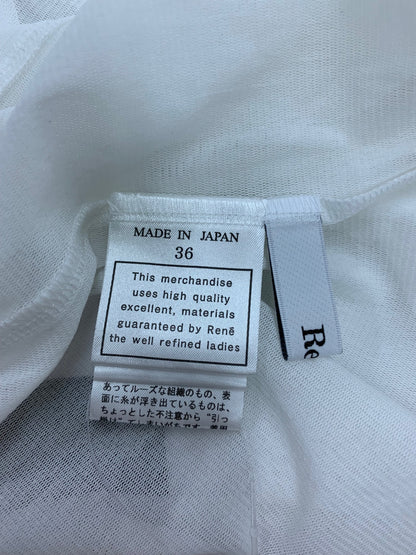 MADE IN JAPAN
36
This merchandise
uses high quality
excellent, materials
guaranteed by René
the well refined ladies
Re
あってルーズな組織のもの、表
面に糸が浮き出ているものは、
ちょっとした不注意から“引っ